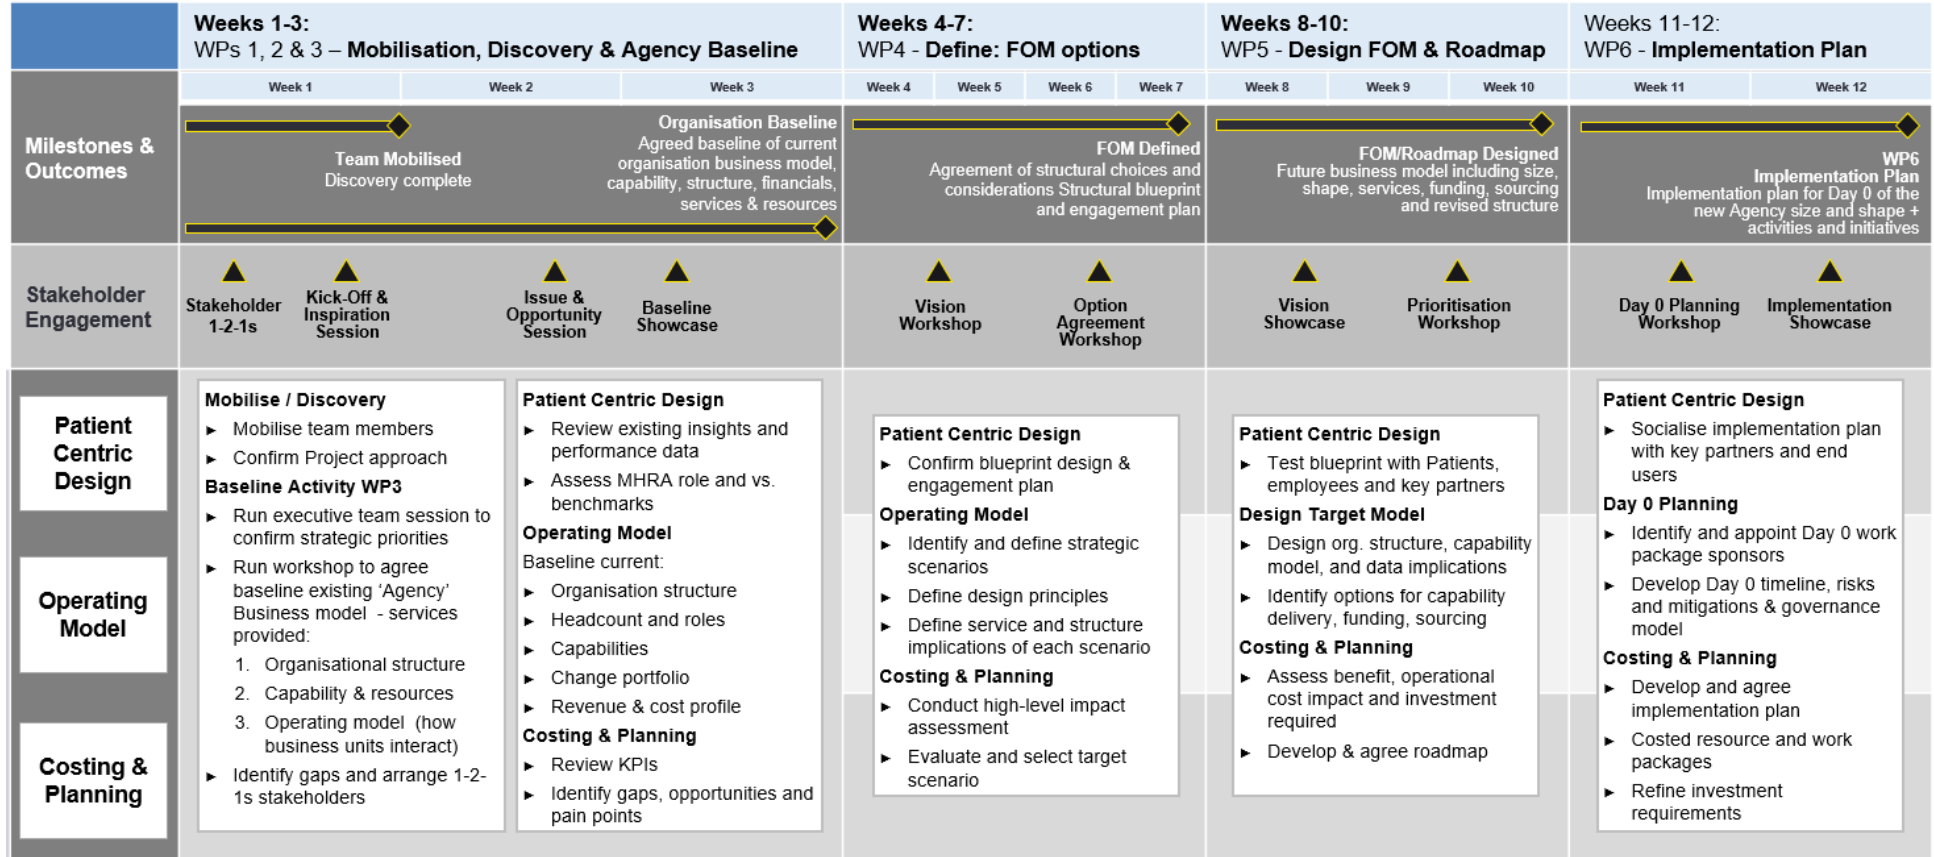 Weeks 1-3:
WPs 1, 2 & 3 – Mobilisation, Discovery & Agency Baseline
Weeks 4-7:
WP4 - Define: FOM options
Weeks 8-10:
WP5 - Design FOM & Roadmap
Weeks 11-12:
WP6 - Implementation Plan
Week 1
Week 2
Week 3
Week 4
Week 5
Week 6
Week 7
Week 8
Week 9
Week 10
Week 11
Week 12
Milestones &
Outcomes
Team Mobilised
Discovery complete
Organisation Baseline
Agreed baseline of current
organisation business model,
capability, structure, financials,
services & resources
FOM Defined
Agreement of structural choices and
considerations Structural blueprint
and engagement plan
FOM/Roadmap Designed
Future business model including size,
shape, services, funding, sourcing
and revised structure
WP6
Implementation Plan
Implementation plan for Day 0 of the
new Agency size and shape +
activities and initiatives
Stakeholder
Engagement
Stakeholder
1-2-1s
Kick-Off &
Inspiration
Session
Issue &
Opportunity
Session
Baseline
Showcase
Vision
Workshop
Option
Agreement
Workshop
Vision
Showcase
Prioritisation
Workshop
Day 0 Planning
Workshop
Implementation
Showcase
Patient
Centric
Design
Operating
Model
Costing &
Planning
Mobilise / Discovery
► Mobilise team members
► Confirm Project approach
Baseline Activity WP3
► Run executive team session to
confirm strategic priorities
► Run workshop to agree
baseline existing ‘Agency’
Business model - services
provided:
1. Organisational structure
2. Capability & resources
3. Operating model (how
business units interact)
► Identify gaps and arrange 1-2-
1s stakeholders
Patient Centric Design
► Review existing insights and
performance data
► Assess MHRA role and vs.
benchmarks
Operating Model
Baseline current:
► Organisation structure
► Headcount and roles
► Capabilities
► Change portfolio
► Revenue & cost profile
Costing & Planning
► Review KPIs
► Identify gaps, opportunities and
pain points
Patient Centric Design
► Confirm blueprint design &
engagement plan
Operating Model
► Identify and define strategic
scenarios
► Define design principles
► Define service and structure
implications of each scenario
Costing & Planning
► Conduct high-level impact
assessment
► Evaluate and select target
scenario
Patient Centric Design
► Test blueprint with Patients,
employees and key partners
Design Target Model
► Design org. structure, capability
model, and data implications
► Identify options for capability
delivery, funding, sourcing
Costing & Planning
► Assess benefit, operational
cost impact and investment
required
► Develop & agree roadmap
Patient Centric Design
► Socialise implementation plan
with key partners and end
users
Day 0 Planning
► Identify and appoint Day 0 work
package sponsors
► Develop Day 0 timeline, risks
and mitigations & governance
model
Costing & Planning
► Develop and agree
implementation plan
► Costed resource and work
packages
► Refine investment
requirements